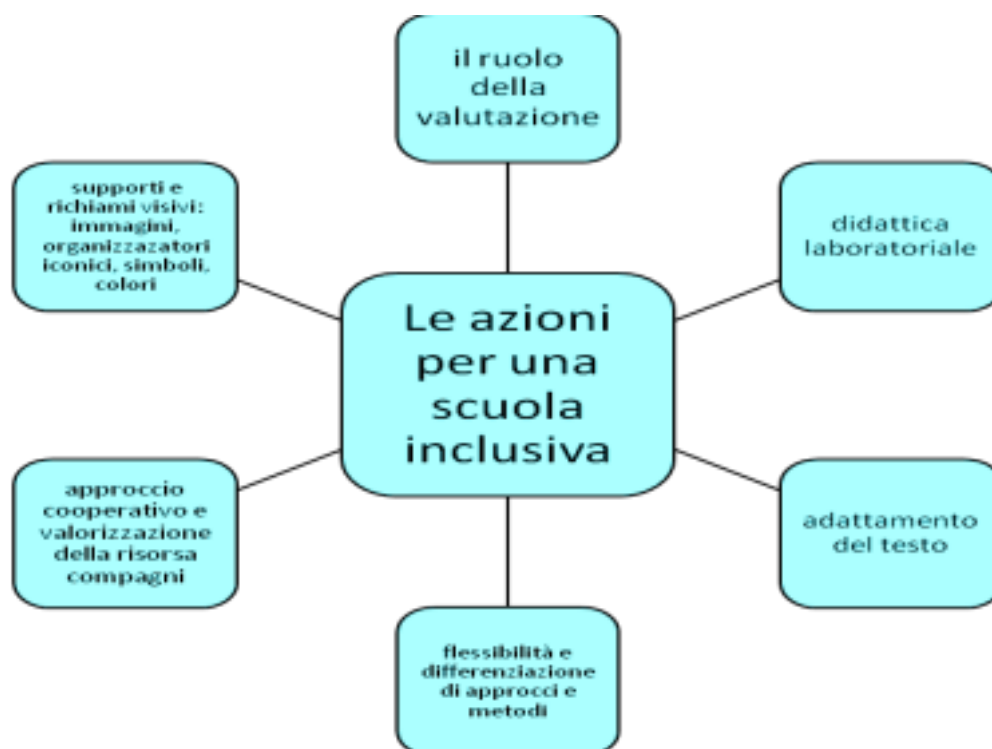 il ruolo
della
valutazione
supporti e
richiami visivi:
immagini,
organizzazatori
iconici, simboli,
colori
didattica
laboratoriale
Le azioni
per una
scuola
inclusiva
approccio
cooperativo e
valorizzazione
della risorsa
compagni
adattamento
del testo
flessibilità e
differenziazione
di approcci e
metodi